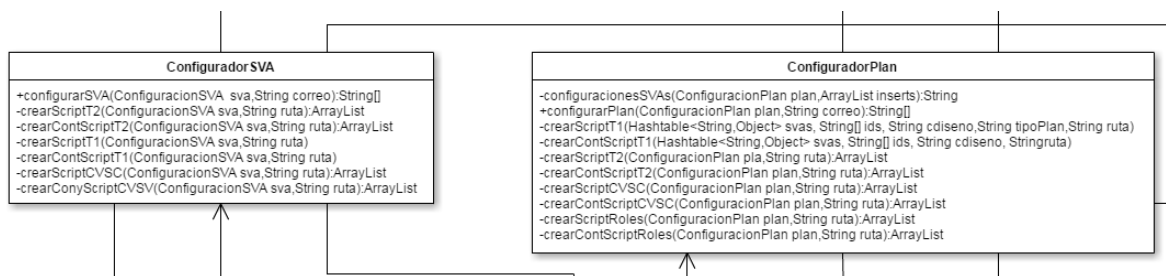 ConfiguradorSVA
+configurarSVA(ConfiguracionSVA sva,String correo):String[]
-crearScriptT2(ConfiguracionSVA sva,String ruta):ArrayList
-crearContScriptT2(ConfiguracionSVA sva,String ruta):ArrayList
-crearScriptT1(ConfiguracionSVA sva,String ruta)
-crearContScriptT1(ConfiguracionSVA sva,String ruta)
-crearScriptCVSC(ConfiguracionSVA sva,String ruta):ArrayList
-crearConyScriptCVSV(ConfiguracionSVA sva,String ruta):ArrayList
ConfiguradorPlan
-configuracionesSVAs(ConfiguracionPlan plan,ArrayList inserts):String
+configurarPlan(ConfiguracionPlan plan,String correo):String[]
-crearScriptT1(Hashtable<String,Object> svas, String[] ids, String cdiseno,String tipoPlan,String ruta)
-crearContScriptT1(Hashtable<String,Object> svas, String[] ids, String cdiseno, Stringruta)
-crearScriptT2(ConfiguracionPlan pla,String ruta):ArrayList
-crearContScriptT2(ConfiguracionPlan plan,String ruta):ArrayList
-crearScriptCVSC(ConfiguracionPlan plan,String ruta):ArrayList
-crearContScriptCVSC(ConfiguracionPlan plan,String ruta):ArrayList
-crearScriptRoles(ConfiguracionPlan plan,String ruta):ArrayList
-crearContScriptRoles(ConfiguracionPlan plan,String ruta):ArrayList